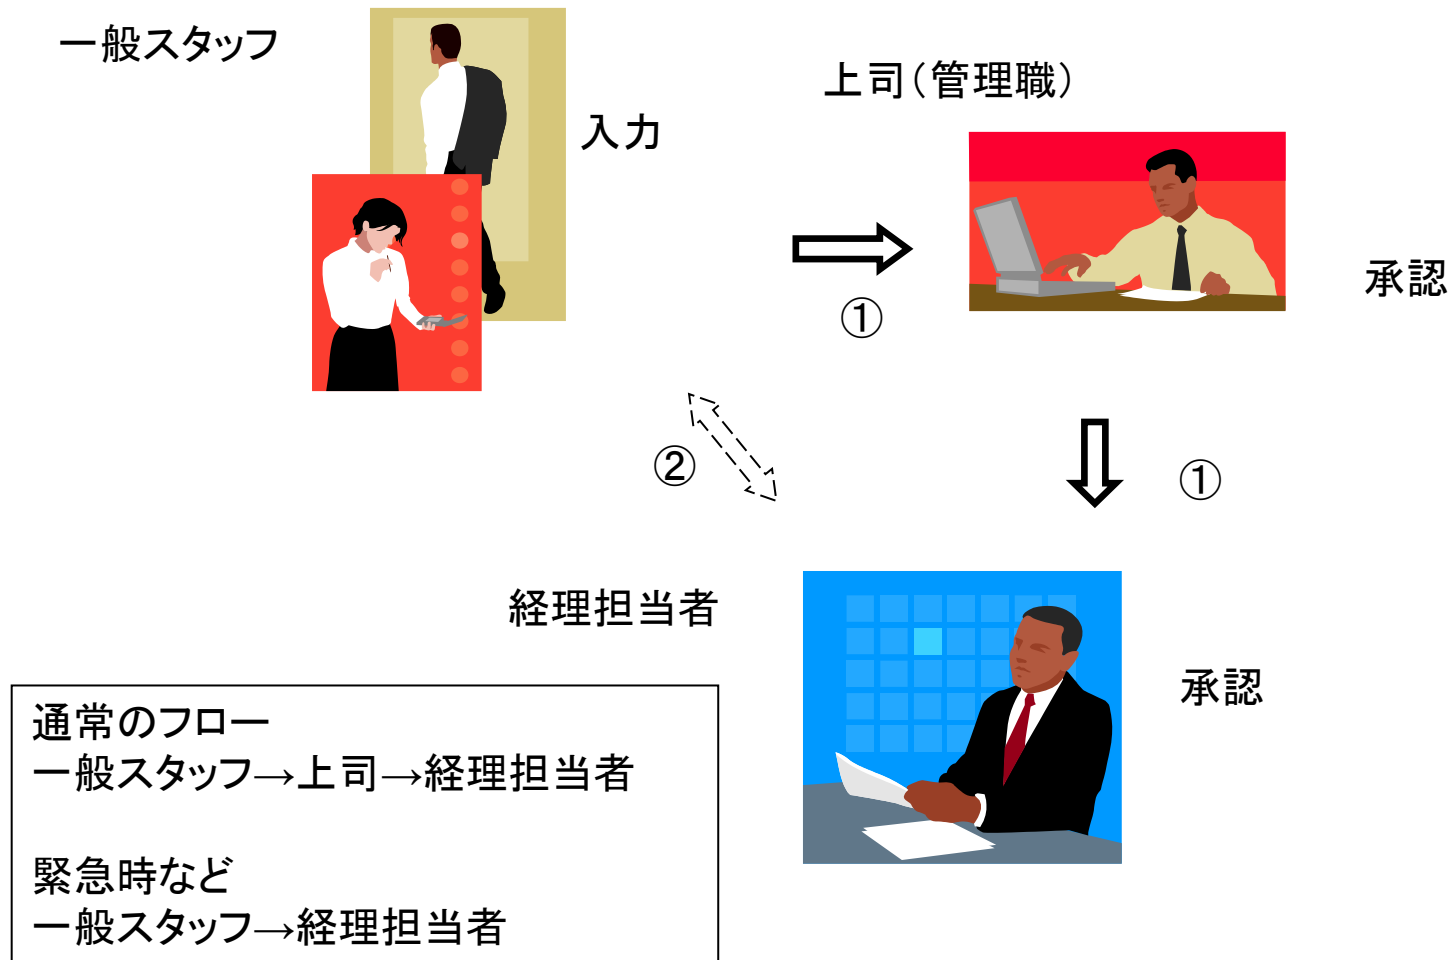 一般スタッフ
入力
上司（管理職）
承認
①
②
①
経理担当者
承認
通常のフロー
一般スタッフ→上司→経理担当者
緊急時など
一般スタッフ→経理担当者